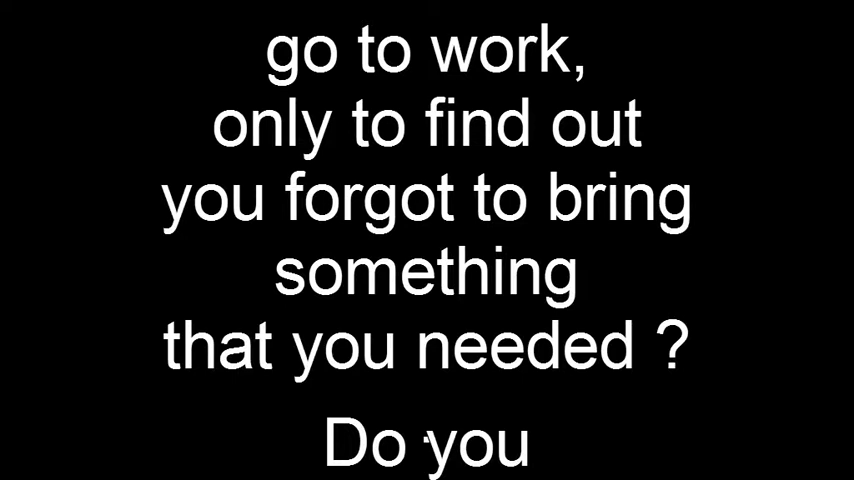 go to work,
only to find out
you forgot to bring
something
that you needed ?
Do you